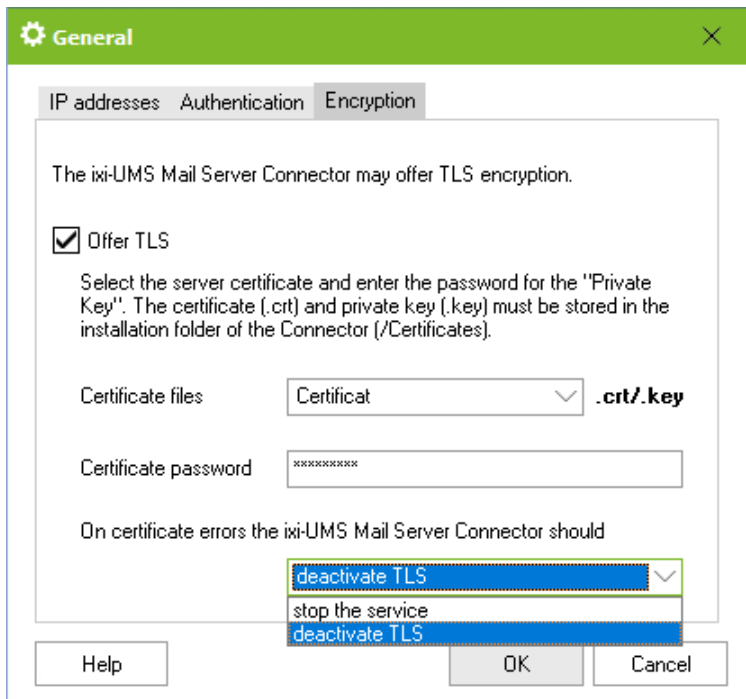 General
IP addresses Authentication Encryption
The ixi-UMS Mail Server Connector may offer TLS encryption.
Offer TLS
Select the server certificate and enter the password for the "Private
Key". The certificate (.crt) and private key (.key) must be stored in the
installation folder of the Connector (/Certificates).
Certificate files Certificat .crt/.key
Certificate password *********
On certificate errors the ixi-UMS Mail Server Connector should
deactivate TLS
stop the service
deactivate TLS
Help OK Cancel